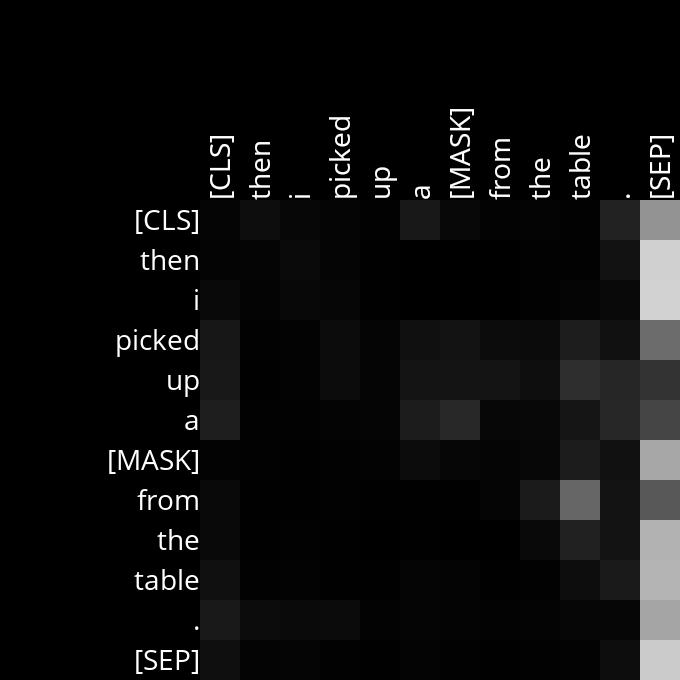 [CLS] then i picked up a [MASK] from the table . [SEP]
[CLS]
then
i
picked
up
a
[MASK]
from
the
table
.
[SEP]